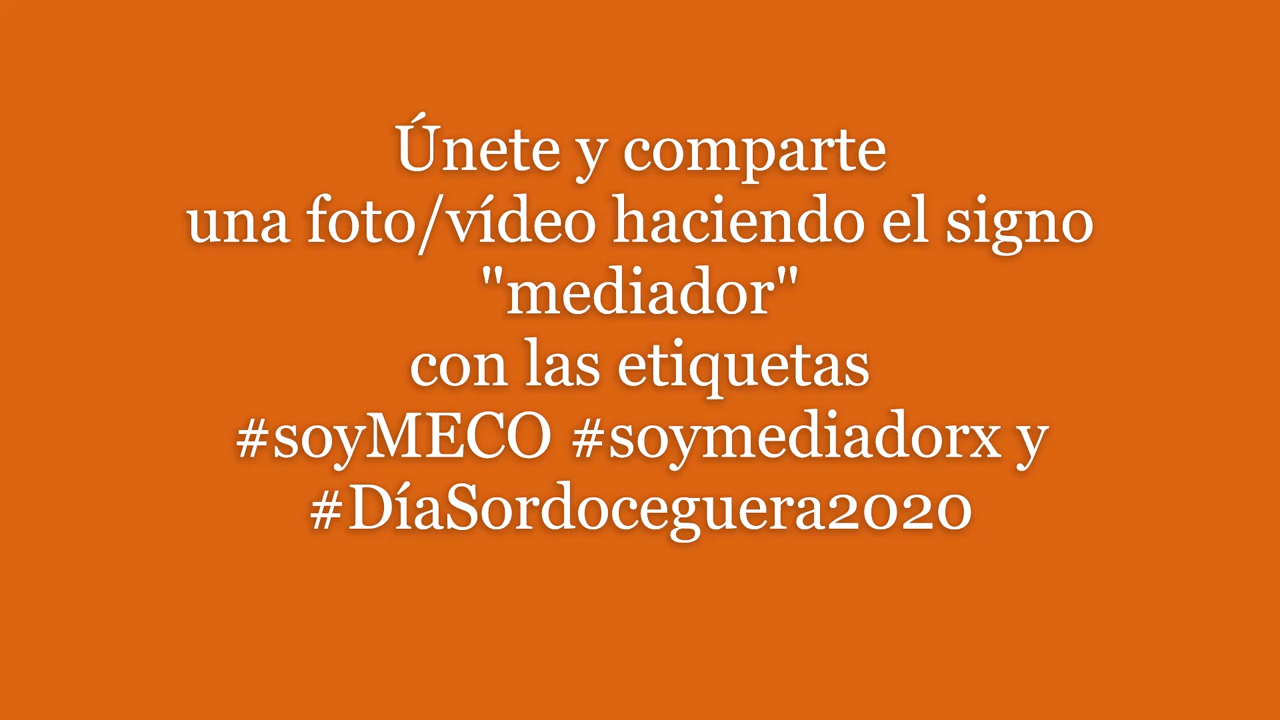 Únete y comparte
una foto/vídeo haciendo el signo
"mediador"
con las etiquetas
#soyMECO #soymediadorx y
#DíaSordoceguera2020